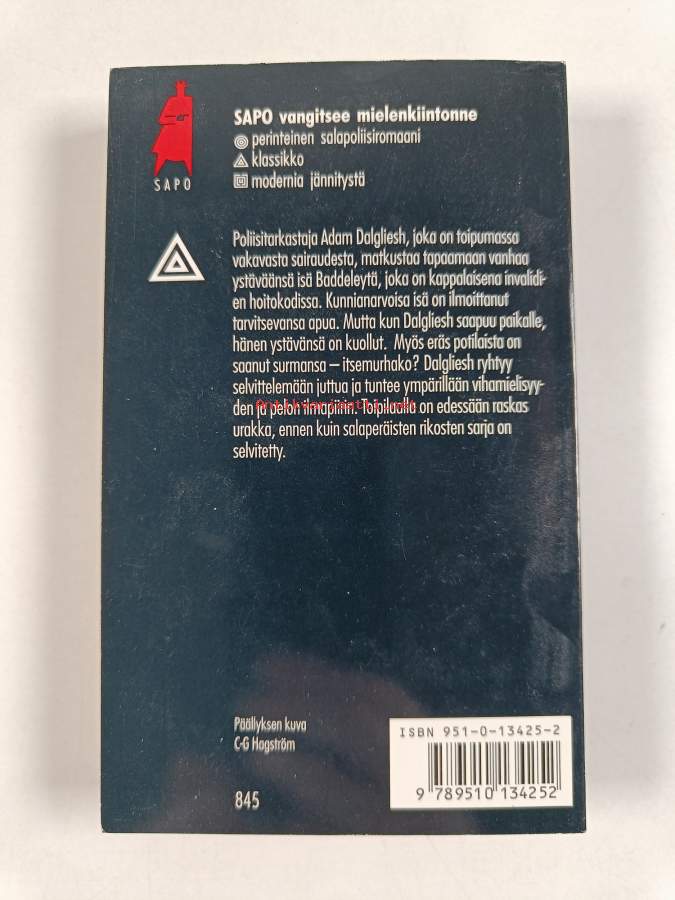 SAPO vangitsee mielenkiintonne
perinteinen salapoliisiromaani
klassikko
modernia jännitystä
SAPO
Poliisitarkastaja Adam Dalgliesh, joka on toipumassa
vakavasta sairaudesta, matkustaa tapaamaan vanhaa
ystäväänsä isä Baddeleytä, joka on kappalaisena invalidi-
en hoitokodissa. Kunnianarvoisa isä on ilmoittanut
tarvitsevansa apua. Mutta kun Dalgliesh saapuu paikalle,
hänen ystävänsä on kuollut. Myös eräs potilaista on
saanut surmansa – itsemurhako? Dalgliesh ryhtyy
selvittelemään juttua ja tuntee ympärillään vihamielisyy-
den ja pelon ilmapiirin. Toipilaalla on edessään raskas
urakka, ennen kuin salaperäisten rikosten sarja on
selvitetty.
Päällyksen kuva
C-G Hagström
845
ISBN 951-0-13425-2
9 789510 134252